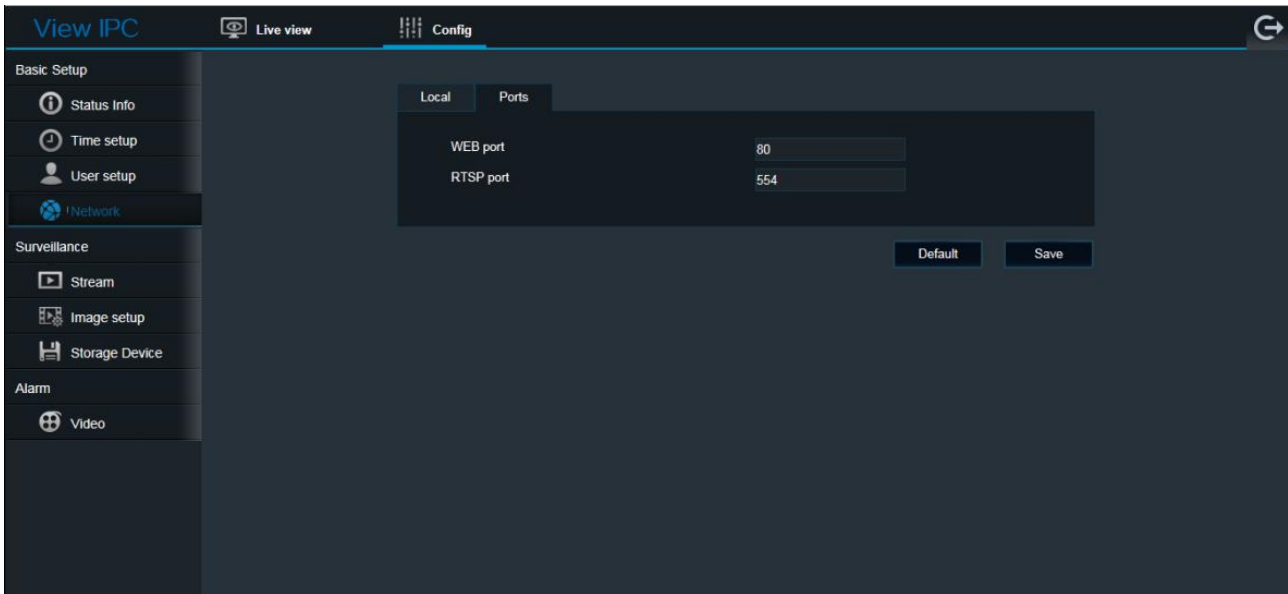 View IPC
Live view
Config
Basic Setup
Status Info
Time setup
User setup
Network
Surveillance
Stream
Image setup
Storage Device
Alarm
Video
Local Ports
WEB port 80
RTSP port 554
Default Save